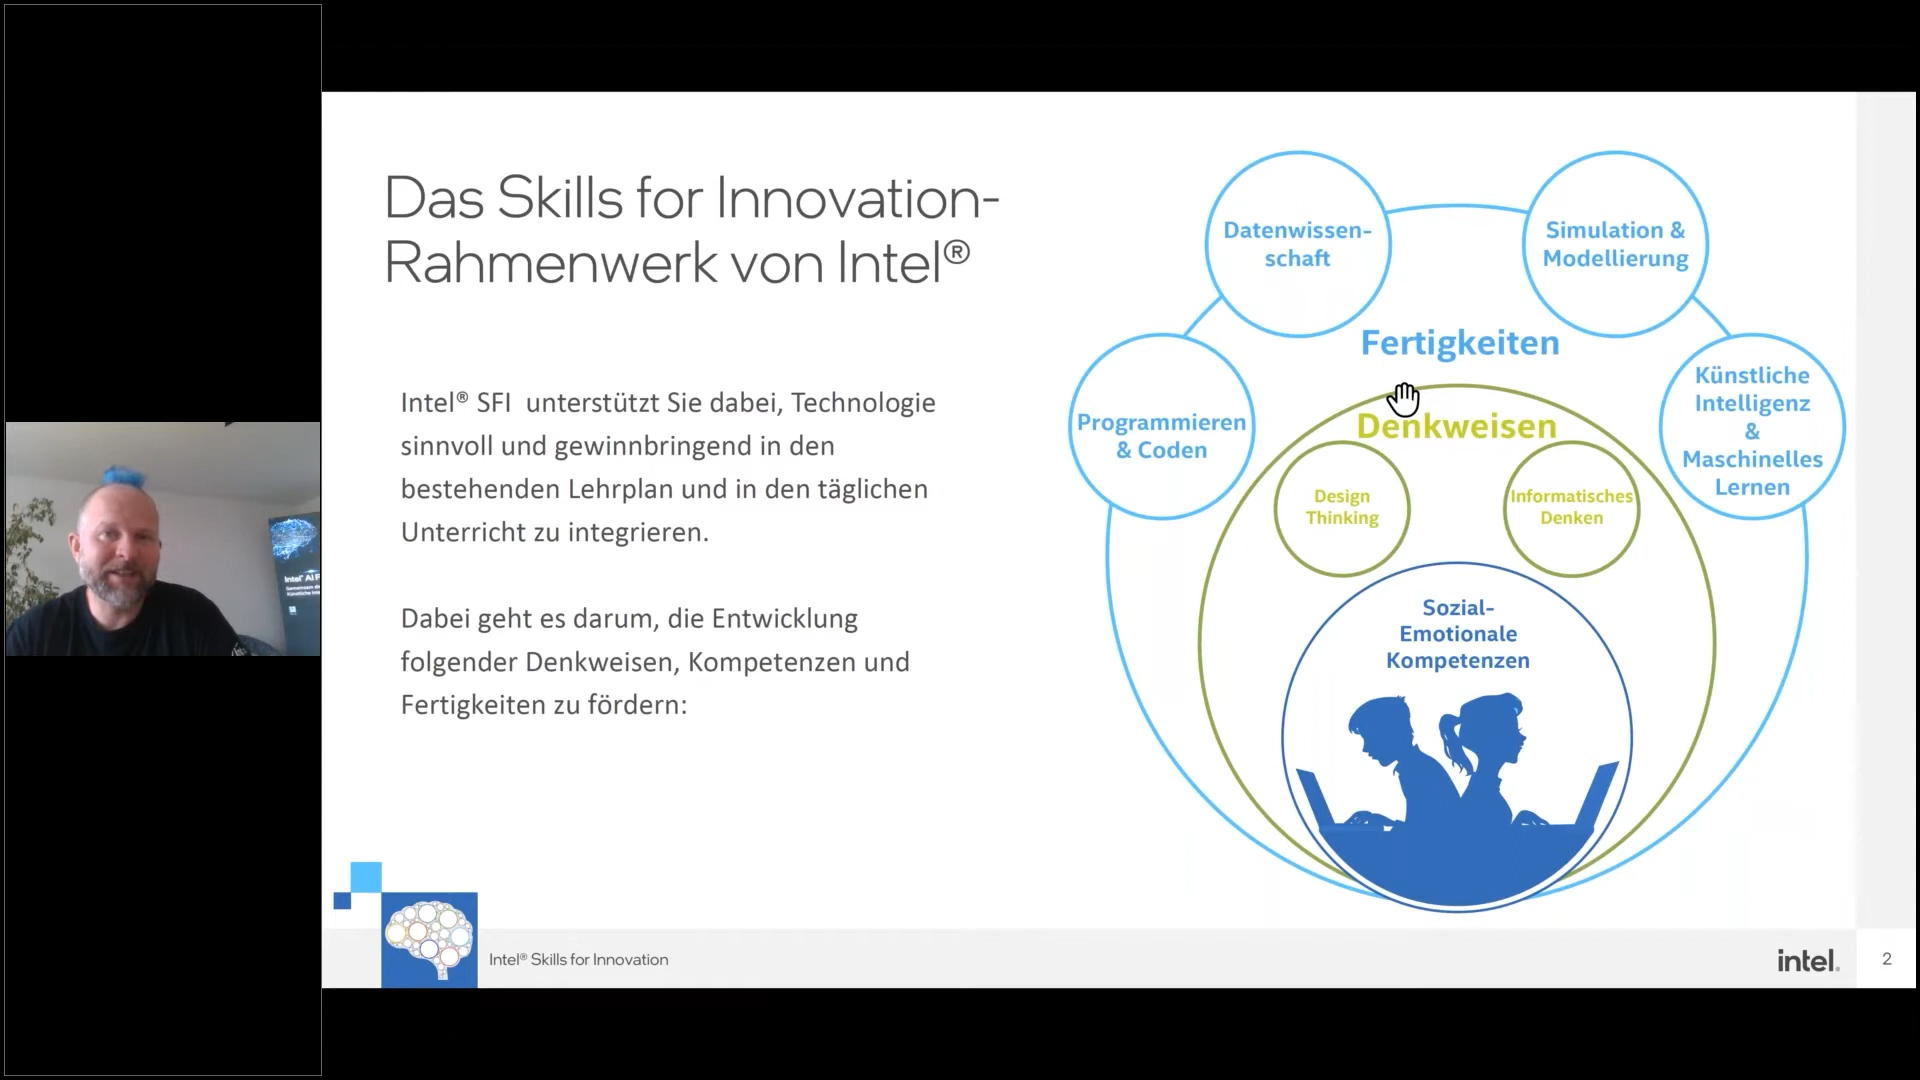 Das Skills for Innovation-
Rahmenwerk von Intel®
Intel® SFI unterstützt Sie dabei, Technologie
sinnvoll und gewinnbringend in den
bestehenden Lehrplan und in den täglichen
Unterricht zu integrieren.
Dabei geht es darum, die Entwicklung
folgender Denkweisen, Kompetenzen und
Fertigkeiten zu fördern:
Datenwissen-
schaft
Simulation &
Modellierung
Fertigkeiten
Programmieren
& Coden
Künstliche
Intelligenz
&
Maschinelles
Lernen
Denkweisen
Design
Thinking
Informatisches
Denken
Sozial-
Emotionale
Kompetenzen
Intel® Skills for Innovation
intel.
2